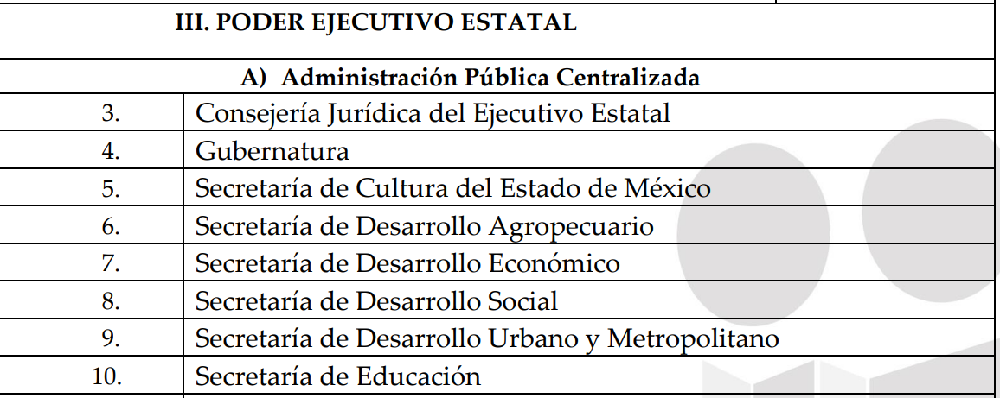 III. PODER EJECUTIVO ESTATAL
A) Administración Pública Centralizada
3. Consejería Jurídica del Ejecutivo Estatal
4. Gubernatura
5. Secretaría de Cultura del Estado de México
6. Secretaría de Desarrollo Agropecuario
7. Secretaría de Desarrollo Económico
8. Secretaría de Desarrollo Social
9. Secretaría de Desarrollo Urbano y Metropolitano
10. Secretaría de Educación